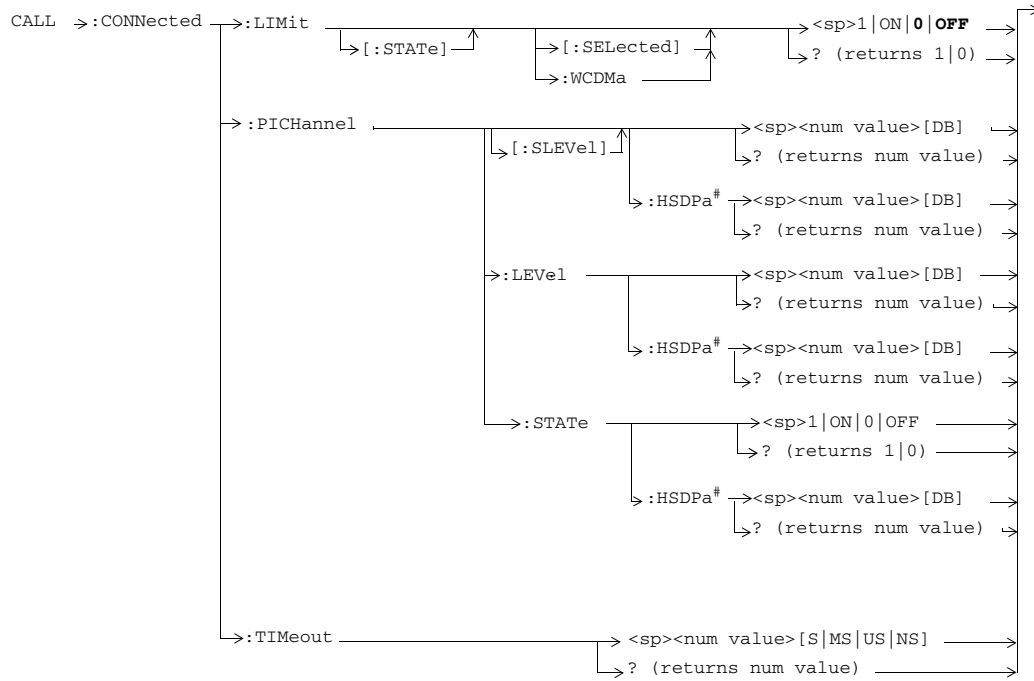 CALL :CONNected :LIMit <sp>1|ON|0|OFF
[:STATe] [:SELected] ? (returns 1|0)
:WCDMa
:PICHannel <sp><num value>[DB]
[:SLEVel] ? (returns num value)
:HSDPa# <sp><num value>[DB]
? (returns num value)
:LEVel <sp><num value>[DB]
? (returns num value)
:HSDPa# <sp><num value>[DB]
? (returns num value)
:STATe <sp>1|ON|0|OFF
? (returns 1|0)
:HSDPa# <sp><num value>[DB]
? (returns num value)
:TIMeout <sp><num value>[S|MS|US|NS]
? (returns num value)